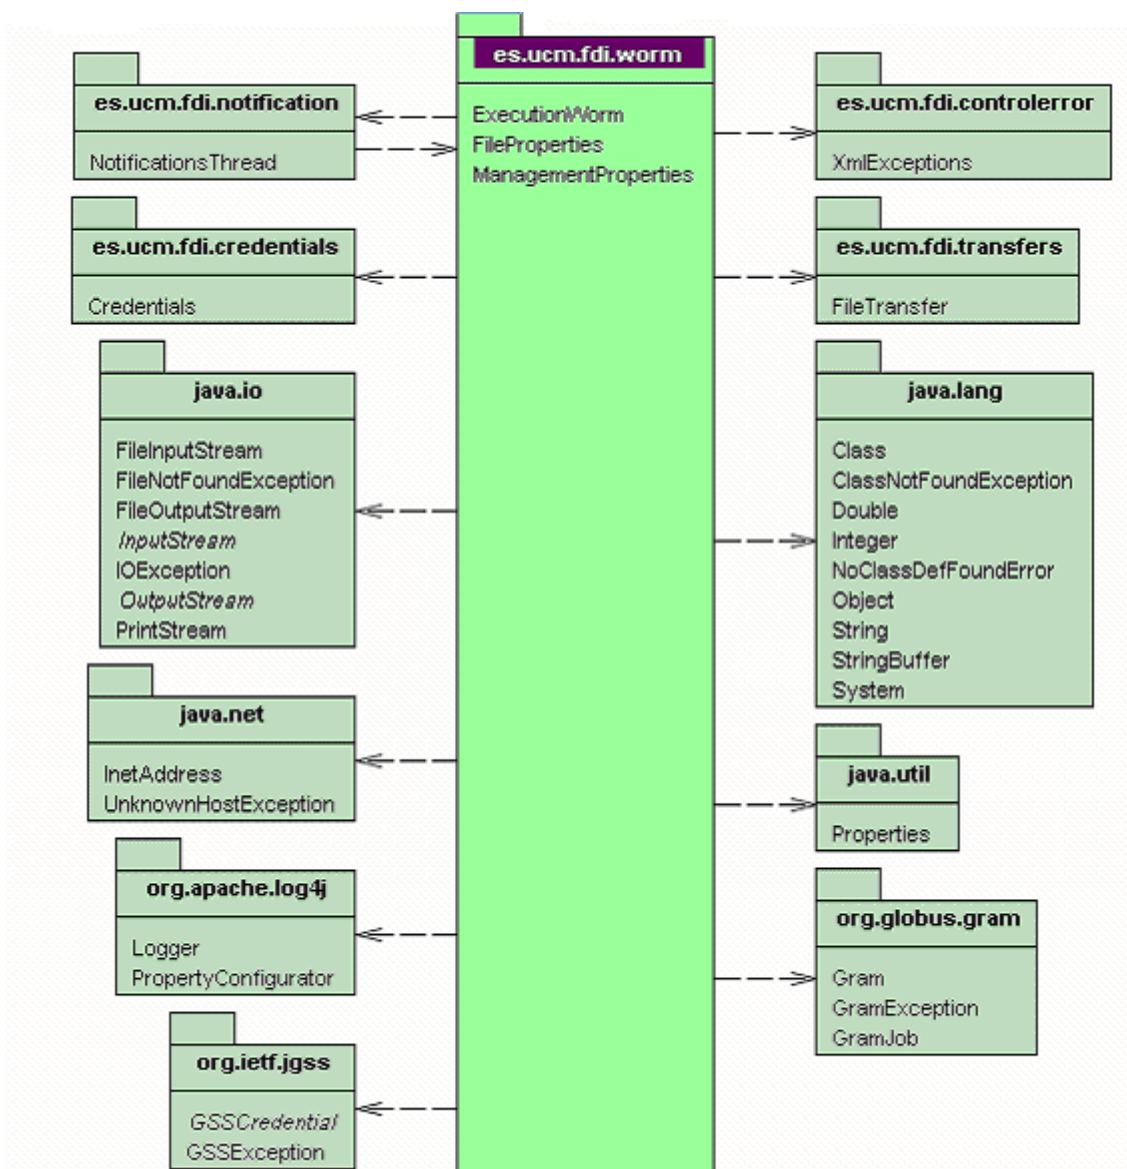 es.ucm.fdi.worm
ExecutionWorm
FileProperties
ManagementProperties
es.ucm.fdi.notification
NotificationsThread
es.ucm.fdi.credentials
Credentials
java.io
FileInputStream
FileNotFoundException
FileOutputStream
InputStream
IOException
OutputStream
PrintStream
java.net
InetAddress
UnknownHostException
org.apache.log4j
Logger
PropertyConfigurator
org.ietf.jgss
GSSCredential
GSSException
es.ucm.fdi.controlerror
XmlExceptions
es.ucm.fdi.transfers
FileTransfer
java.lang
Class
ClassNotFoundException
Double
Integer
NoClassDefFoundError
Object
String
StringBuffer
System
java.util
Properties
org.globus.gram
Gram
GramException
GramJob